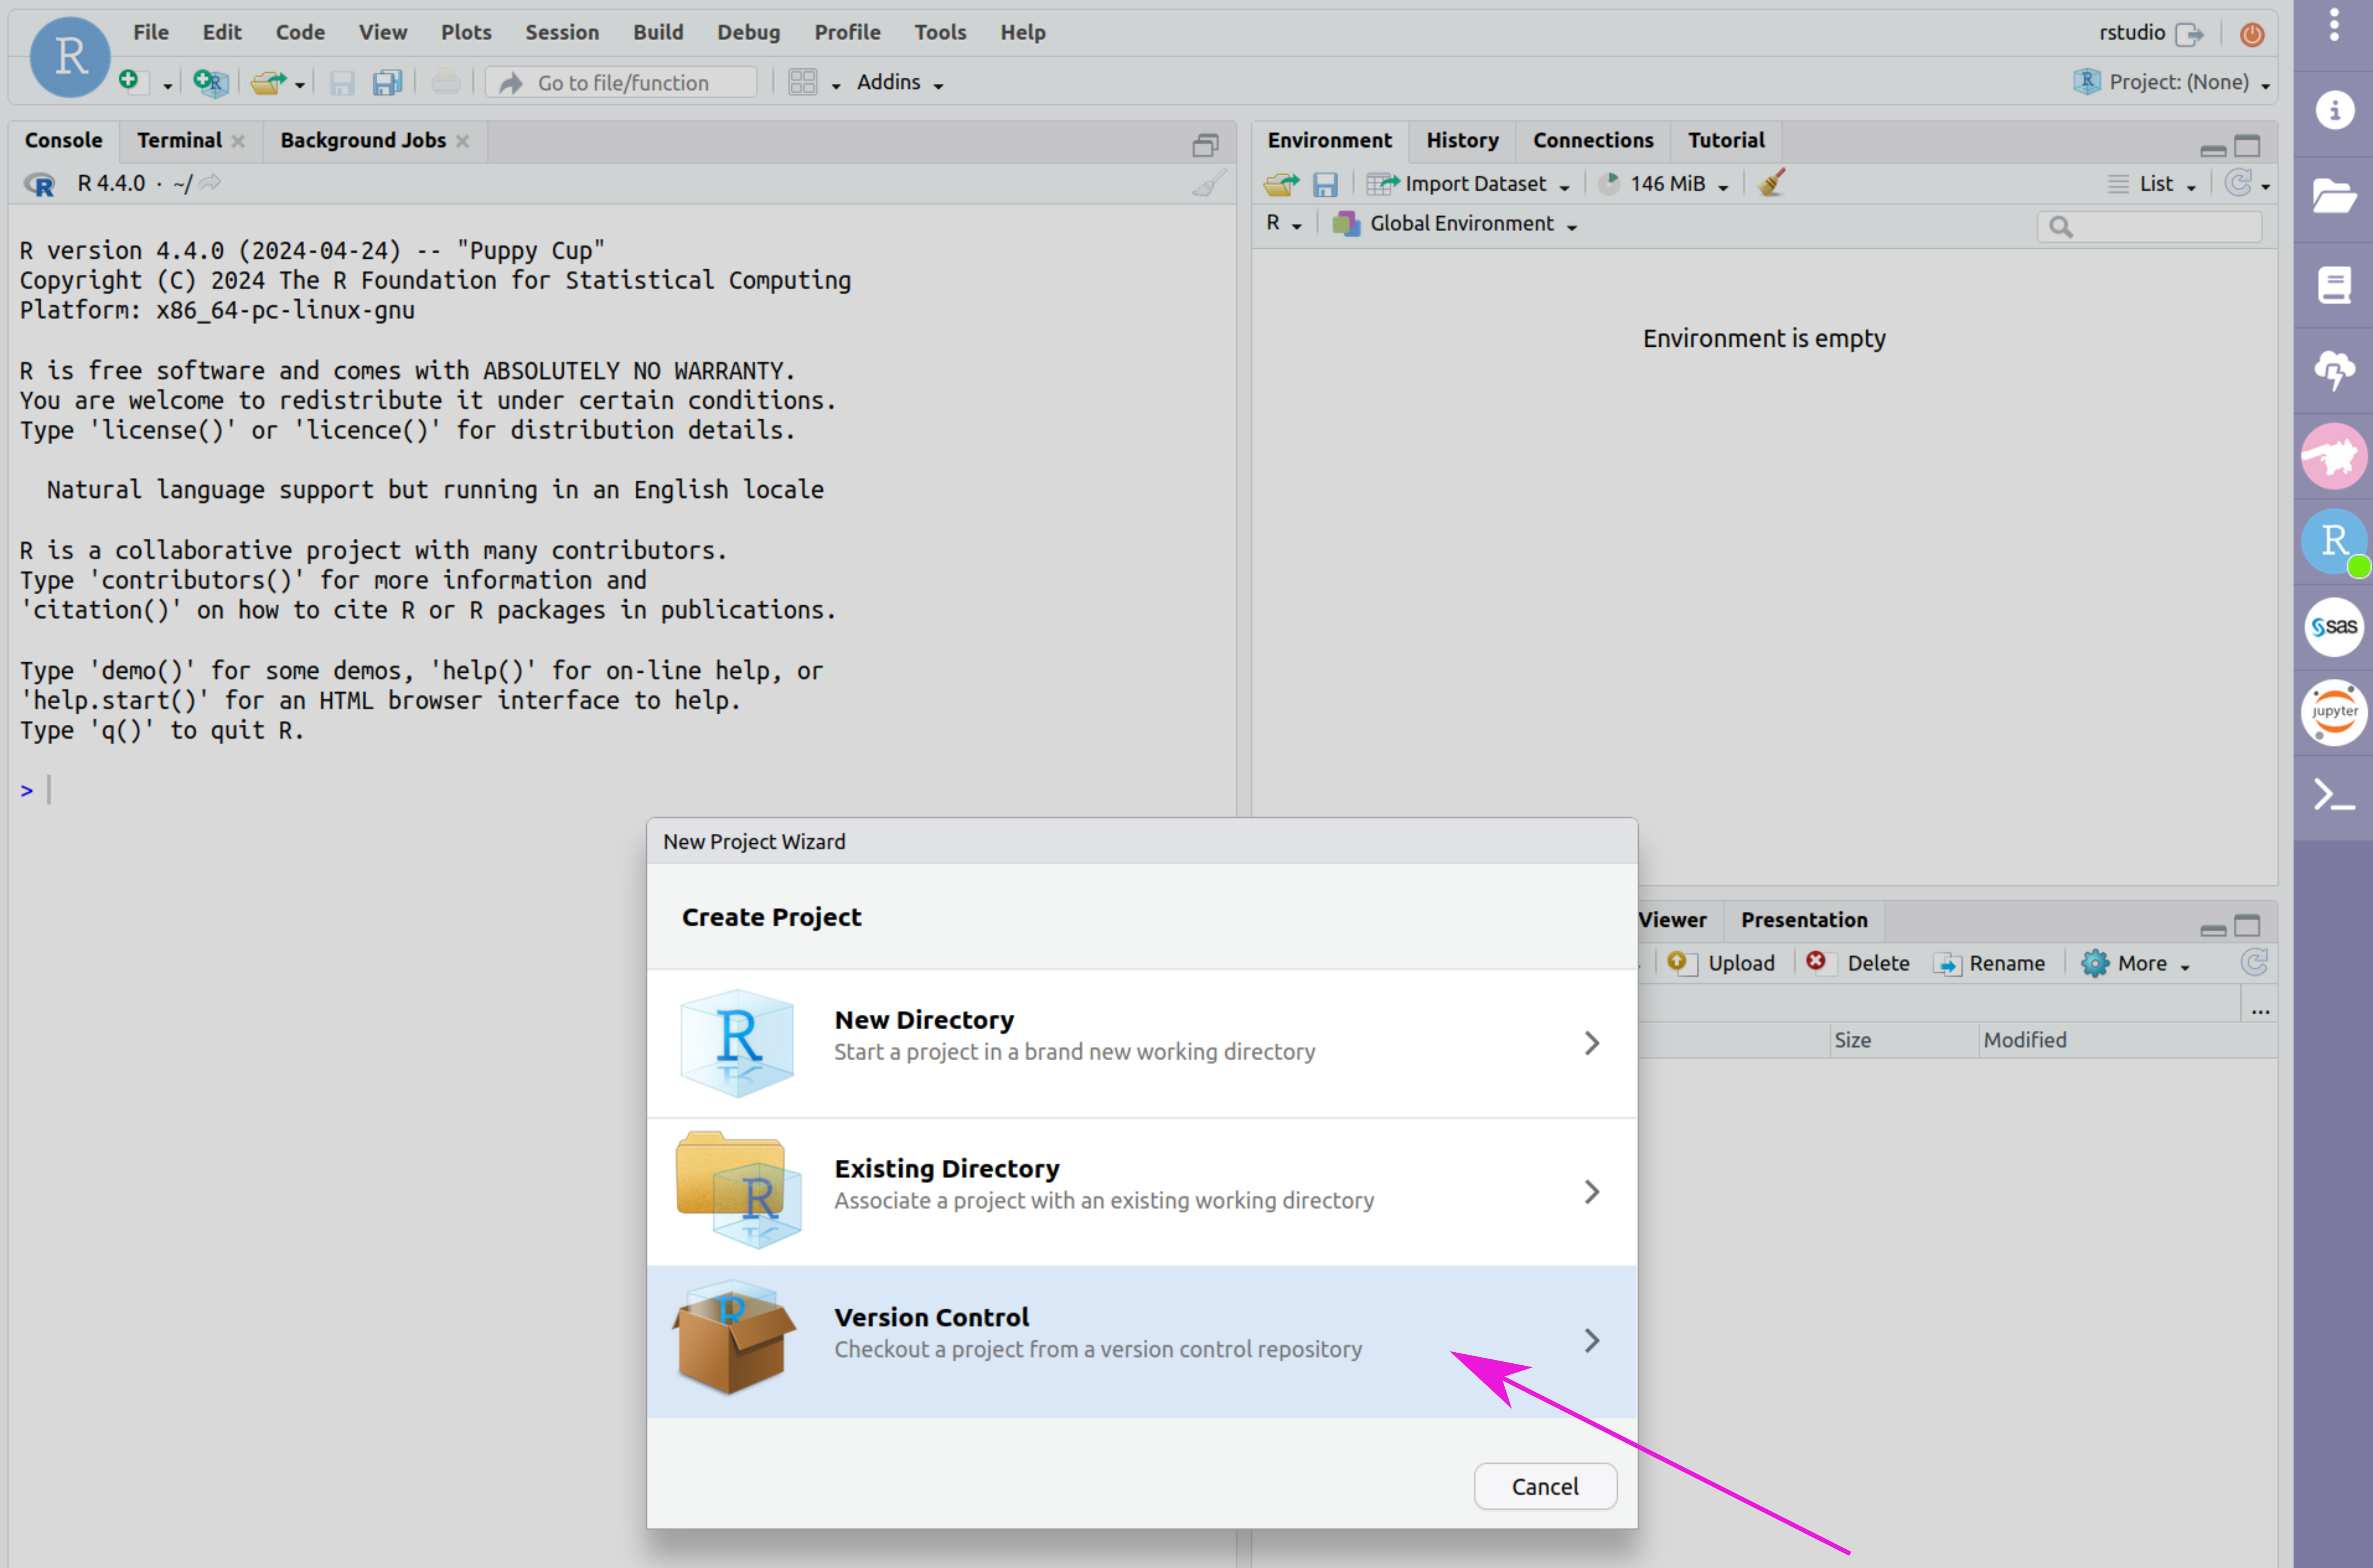 R File Edit Code View Plots Session Build Debug Profile Tools Help rstudio
Go to file/function Addins Project: (None)
Console Terminal Background Jobs
R 4.4.0 · ~/
R version 4.4.0 (2024-04-24) -- "Puppy Cup"
Copyright (C) 2024 The R Foundation for Statistical Computing
Platform: x86_64-pc-linux-gnu
R is free software and comes with ABSOLUTELY NO WARRANTY.
You are welcome to redistribute it under certain conditions.
Type 'license()' or 'licence()' for distribution details.
Natural language support but running in an English locale
R is a collaborative project with many contributors.
Type 'contributors()' for more information and
'citation()' on how to cite R or R packages in publications.
Type 'demo()' for some demos, 'help()' for on-line help, or
'help.start()' for an HTML browser interface to help.
Type 'q()' to quit R.
>
Environment History Connections Tutorial
Import Dataset 146 MiB List
R Global Environment
Environment is empty
Viewer Presentation
Upload Delete Rename More
...
Size Modified
New Project Wizard
Create Project
R
New Directory
Start a project in a brand new working directory
R
Existing Directory
Associate a project with an existing working directory
R
Version Control
Checkout a project from a version control repository
Cancel
R
sas
jupyter
>_